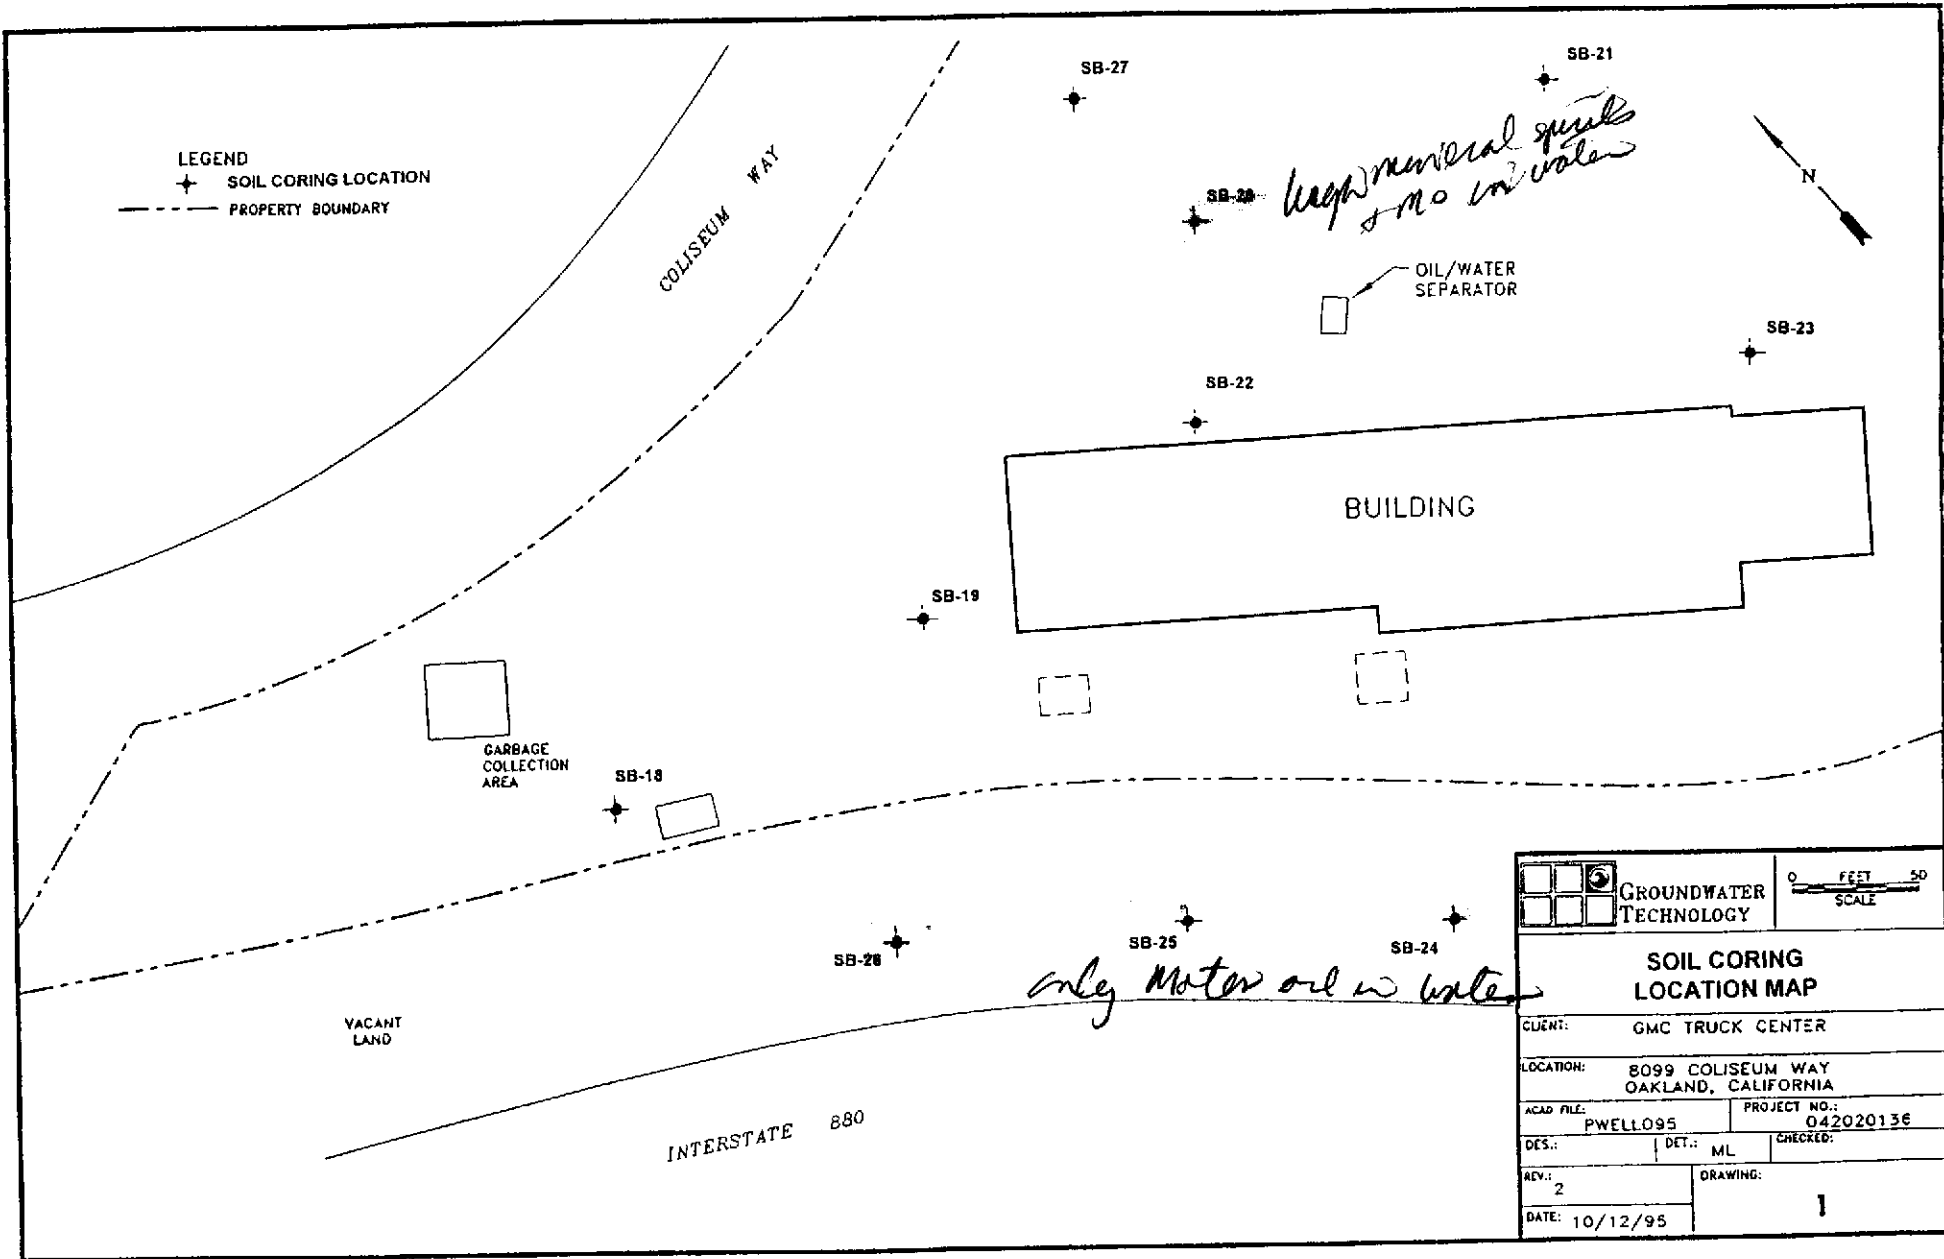 LEGEND
SOIL CORING LOCATION
PROPERTY BOUNDARY
COLISEUM WAY
SB-27
SB-21
high mineral spirits
+ MO in water
N
OIL/WATER
SEPARATOR
SB-23
SB-22
BUILDING
SB-19
GARBAGE
COLLECTION
AREA
SB-18
SB-25
SB-24
only Motor oil in water
VACANT
LAND
INTERSTATE 880
GROUNDWATER
TECHNOLOGY
0 FEET 50
SCALE
SOIL CORING
LOCATION MAP
CLIENT: GMC TRUCK CENTER
LOCATION: 8099 COLISEUM WAY
OAKLAND, CALIFORNIA
ACAD FILE: PWELLO95
PROJECT NO.: 042020136
DES.: DET.: ML CHECKED:
REV.: 2
DRAWING: 1
DATE: 10/12/95